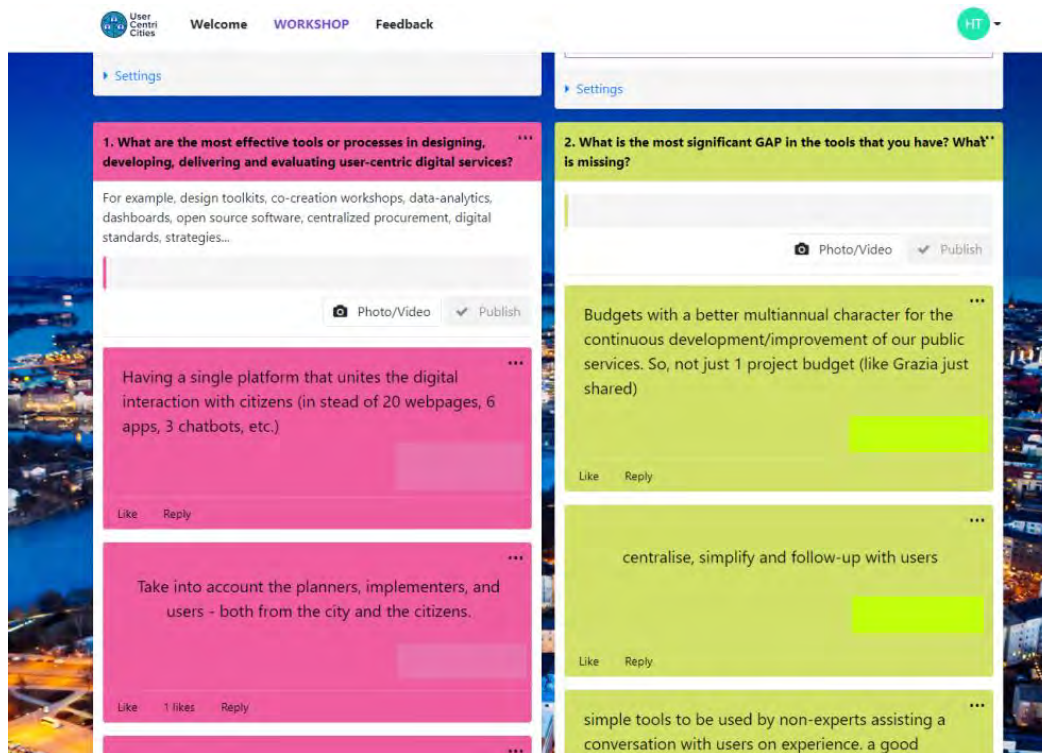 User
Centri
Cities
Welcome
WORKSHOP
Feedback
HT
Settings
Settings
1. What are the most effective tools or processes in designing,
developing, delivering and evaluating user-centric digital services?
For example, design toolkits, co-creation workshops, data-analytics,
dashboards, open source software, centralized procurement, digital
standards, strategies...
Photo/Video
Publish
Having a single platform that unites the digital
interaction with citizens (in stead of 20 webpages, 6
apps, 3 chatbots, etc.)
Like Reply
Take into account the planners, implementers, and
users - both from the city and the citizens.
Like 1 likes Reply
2. What is the most significant GAP in the tools that you have? What
is missing?
Photo/Video
Publish
Budgets with a better multiannual character for the
continuous development/improvement of our public
services. So, not just 1 project budget (like Grazia just
shared)
Like Reply
centralise, simplify and follow-up with users
Like Reply
simple tools to be used by non-experts assisting a
conversation with users on experience. a good